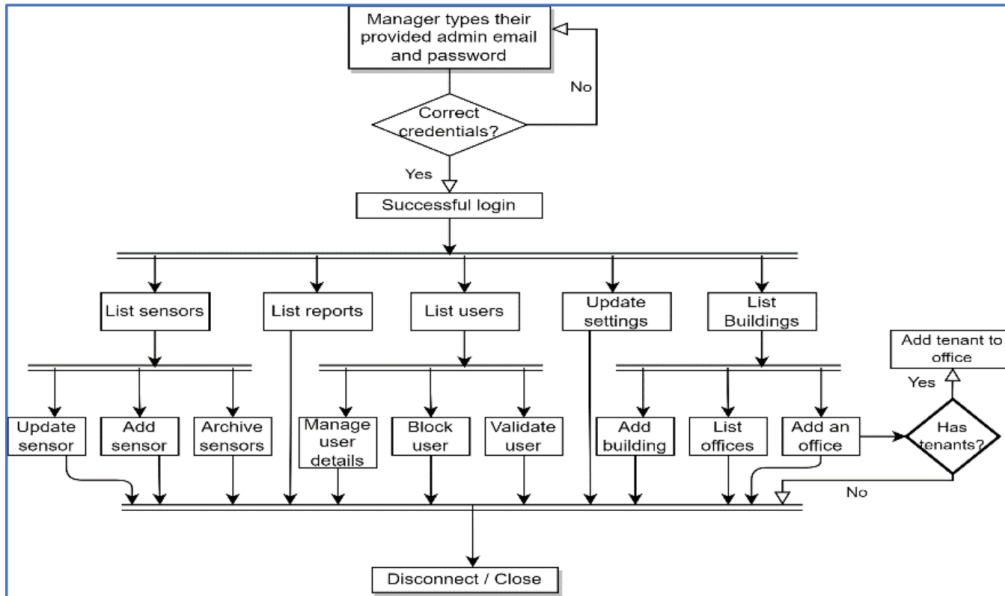 Manager types their
provided admin email
and password
No
Correct
credentials?
Yes
Successful login
List sensors
List reports
List users
Update
settings
List
Buildings
Add tenant to
office
Yes
Update
sensor
Add
sensor
Archive
sensors
Manage
user
details
Block
user
Validate
user
Add
building
List
offices
Add an
office
Has
tenants?
No
Disconnect / Close